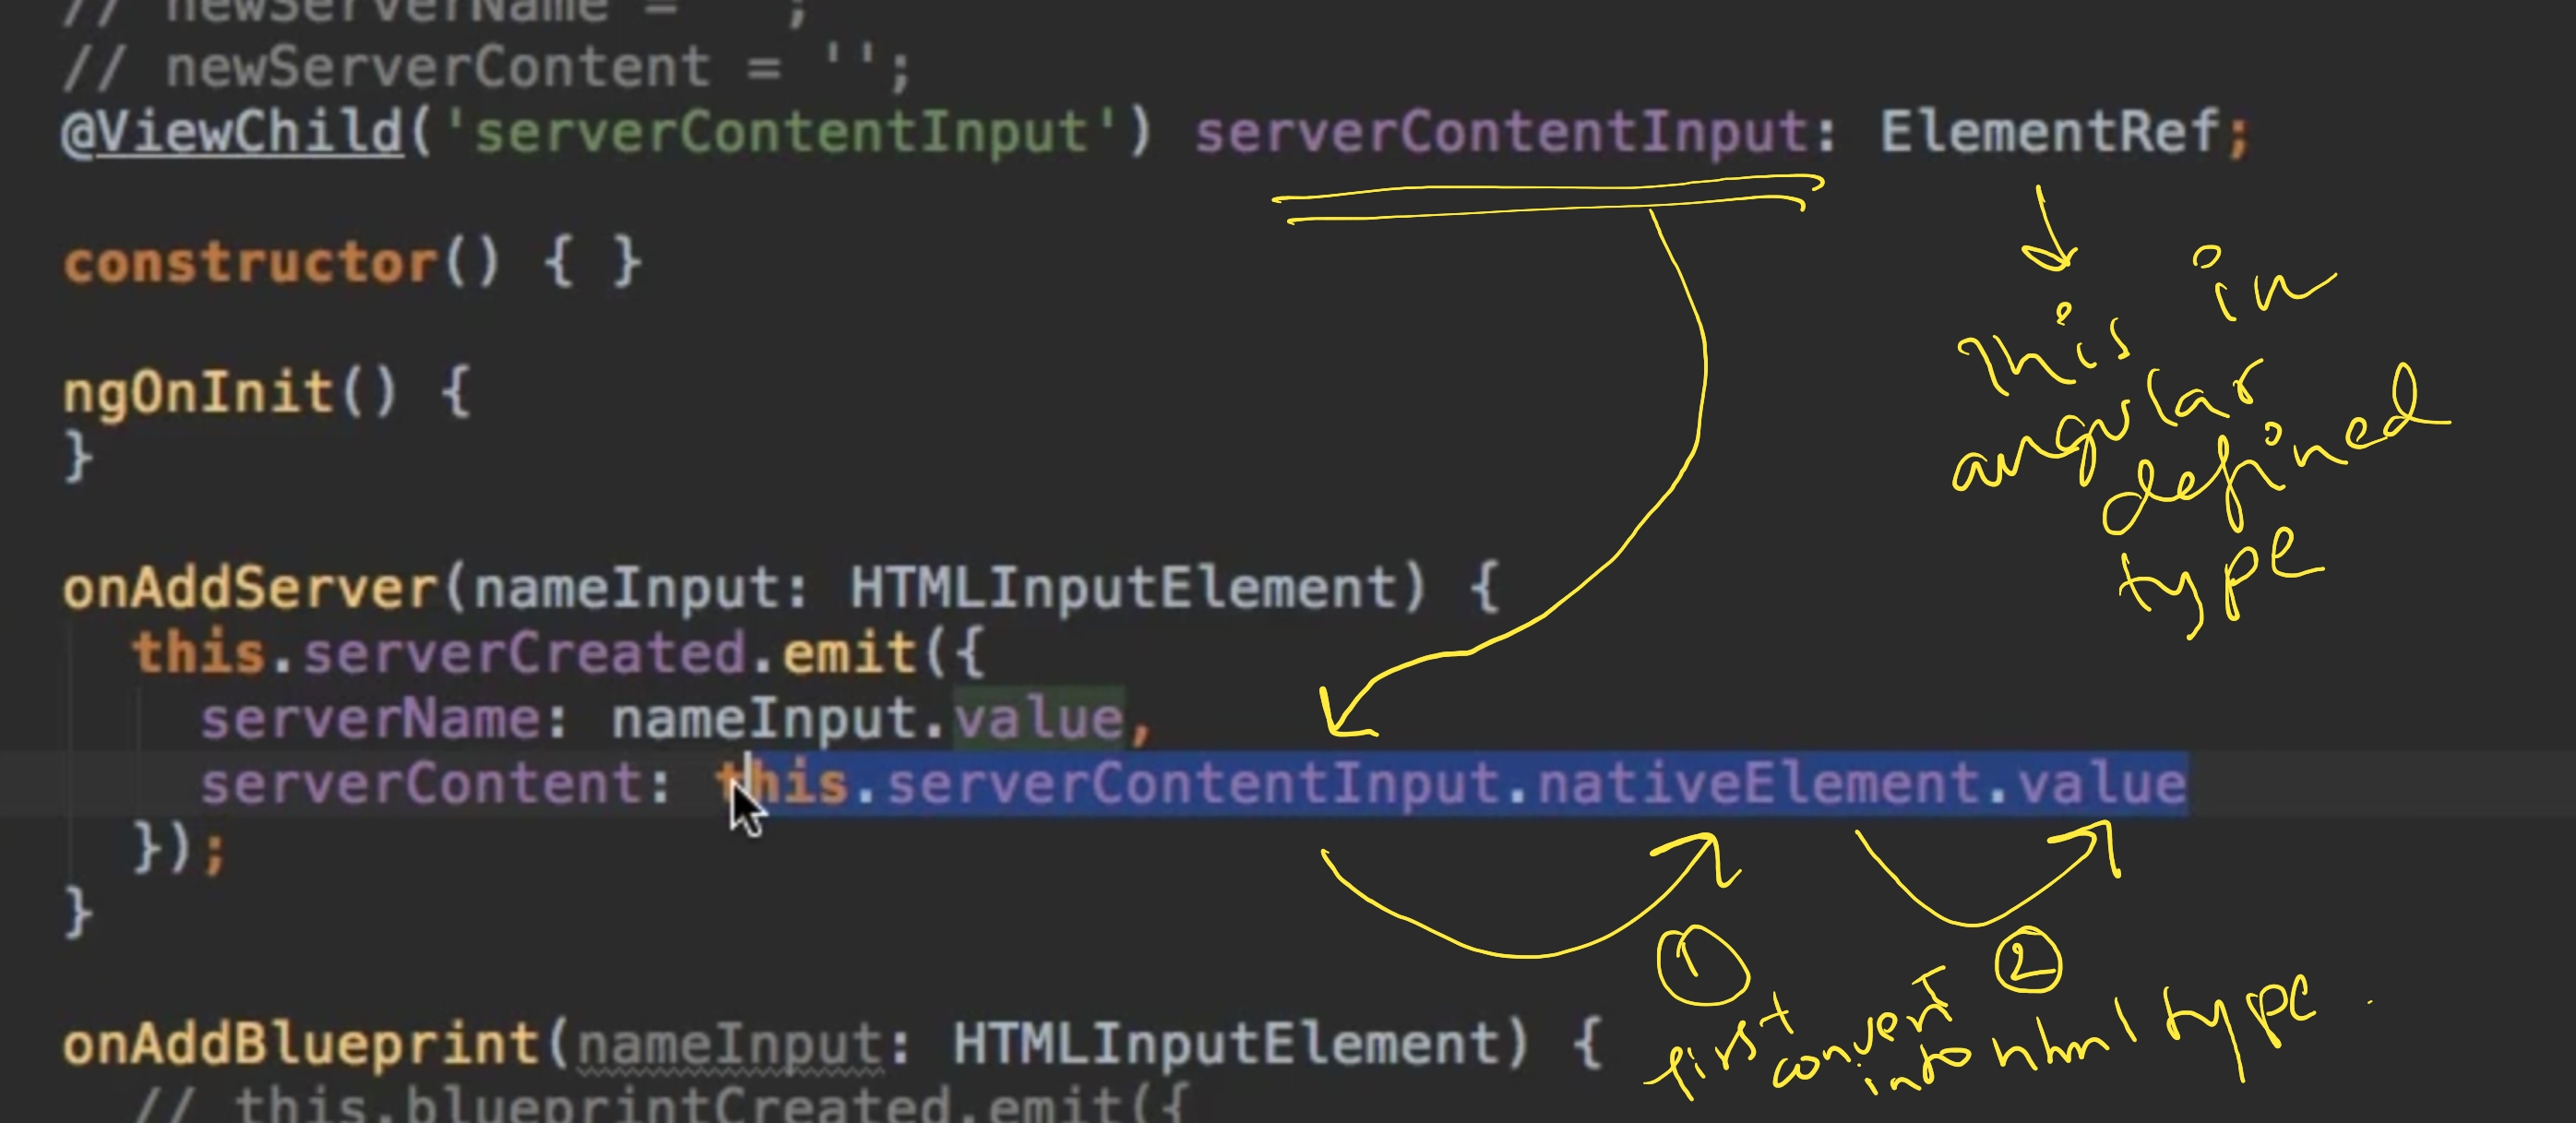 // newServerName = '';
// newServerContent = '';
@ViewChild('serverContentInput') serverContentInput: ElementRef;
constructor() { }
ngOnInit() {
}
this in
angular
defined
type
onAddServer(nameInput: HTMLInputElement) {
this.serverCreated.emit({
serverName: nameInput.value,
serverContent: this.serverContentInput.nativeElement.value
});
}
1
2
first convert into html type.
onAddBlueprint(nameInput: HTMLInputElement) {
// this.blueprintCreated.emit({